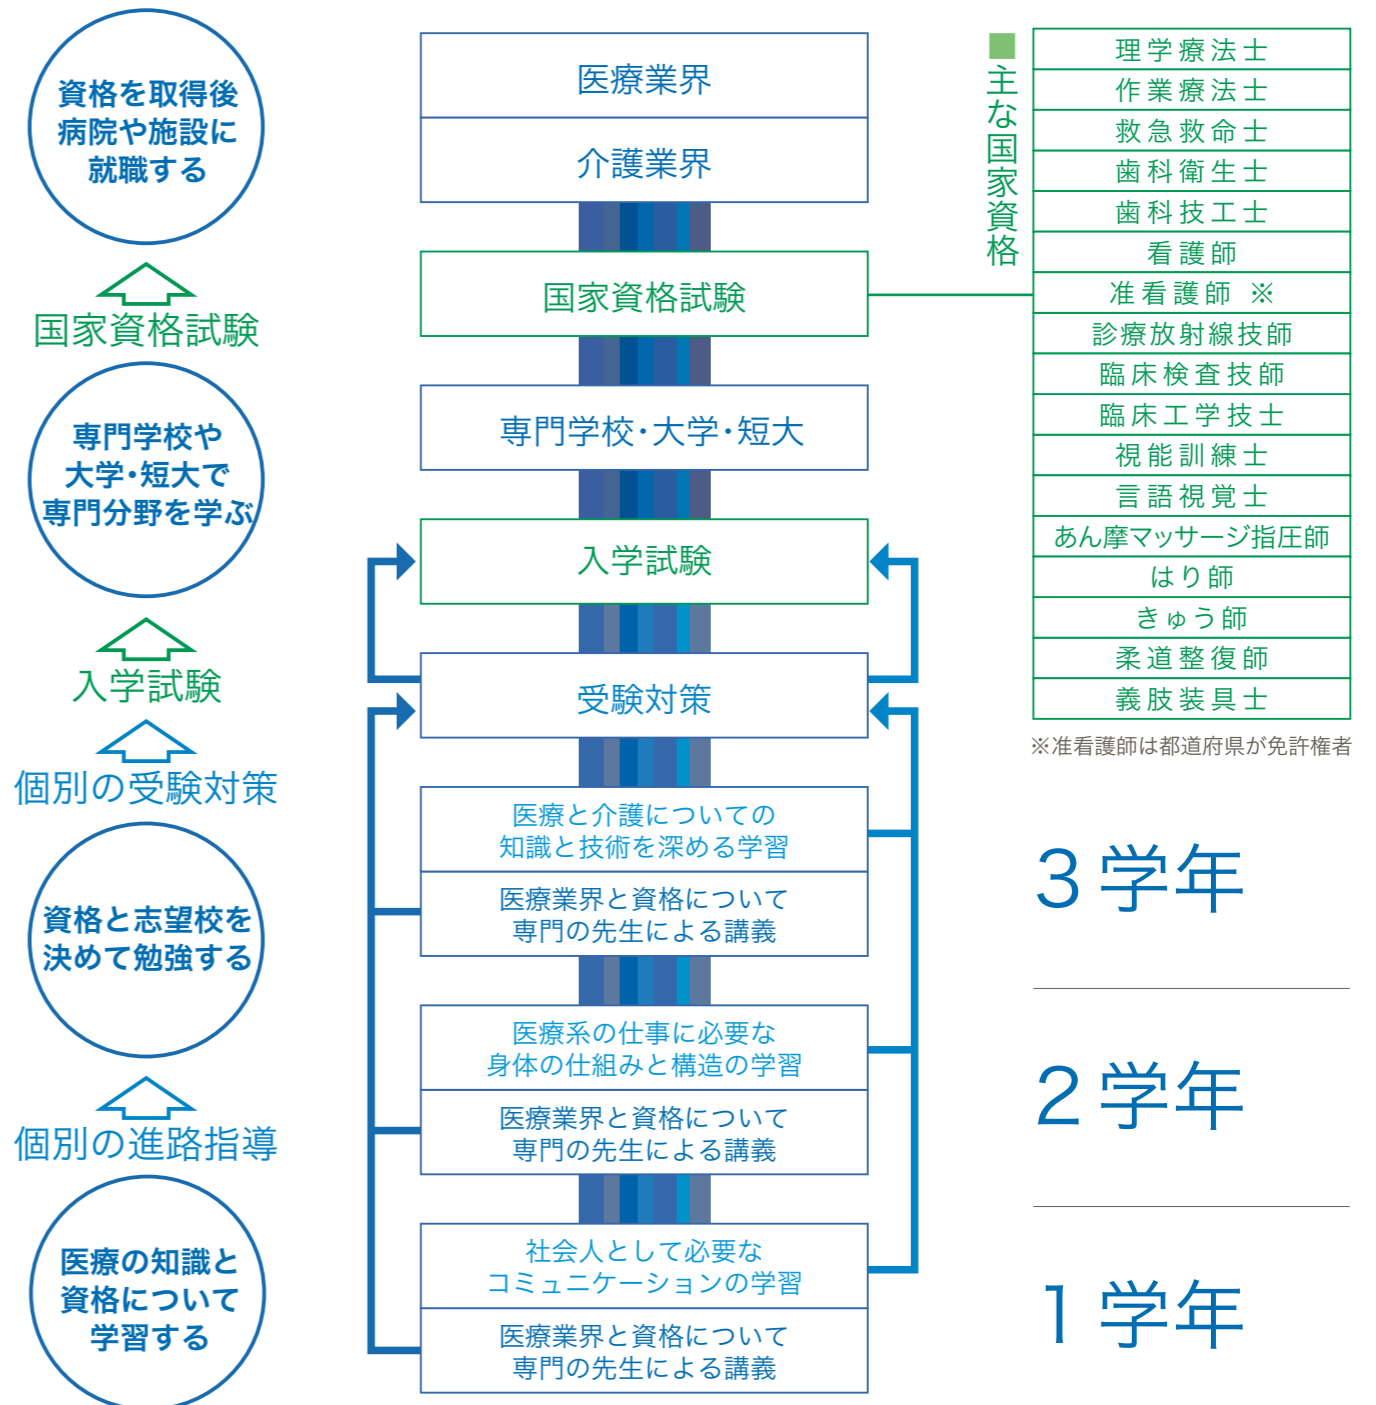 資格を取得後
病院や施設に
就職する
国家資格試験
専門学校や
大学・短大で
専門分野を学ぶ
入学試験
個別の受験対策
資格と志望校を
決めて勉強する
個別の進路指導
医療の知識と
資格について
学習する
医療業界
介護業界
国家資格試験
専門学校・大学・短大
入学試験
受験対策
医療と介護についての
知識と技術を深める学習
医療業界と資格について
専門の先生による講義
医療系の仕事に必要な
身体の仕組みと構造の学習
医療業界と資格について
専門の先生による講義
社会人として必要な
コミュニケーションの学習
医療業界と資格について
専門の先生による講義
■主な国家資格
理学療法士
作業療法士
救急救命士
歯科衛生士
歯科技工士
看護師
准看護師 ※
診療放射線技師
臨床検査技師
臨床工学技士
視能訓練士
言語視覚士
あん摩マッサージ指圧師
はり師
きゅう師
柔道整復師
義肢装具士
※准看護師は都道府県が免許権者
3学年
2学年
1学年